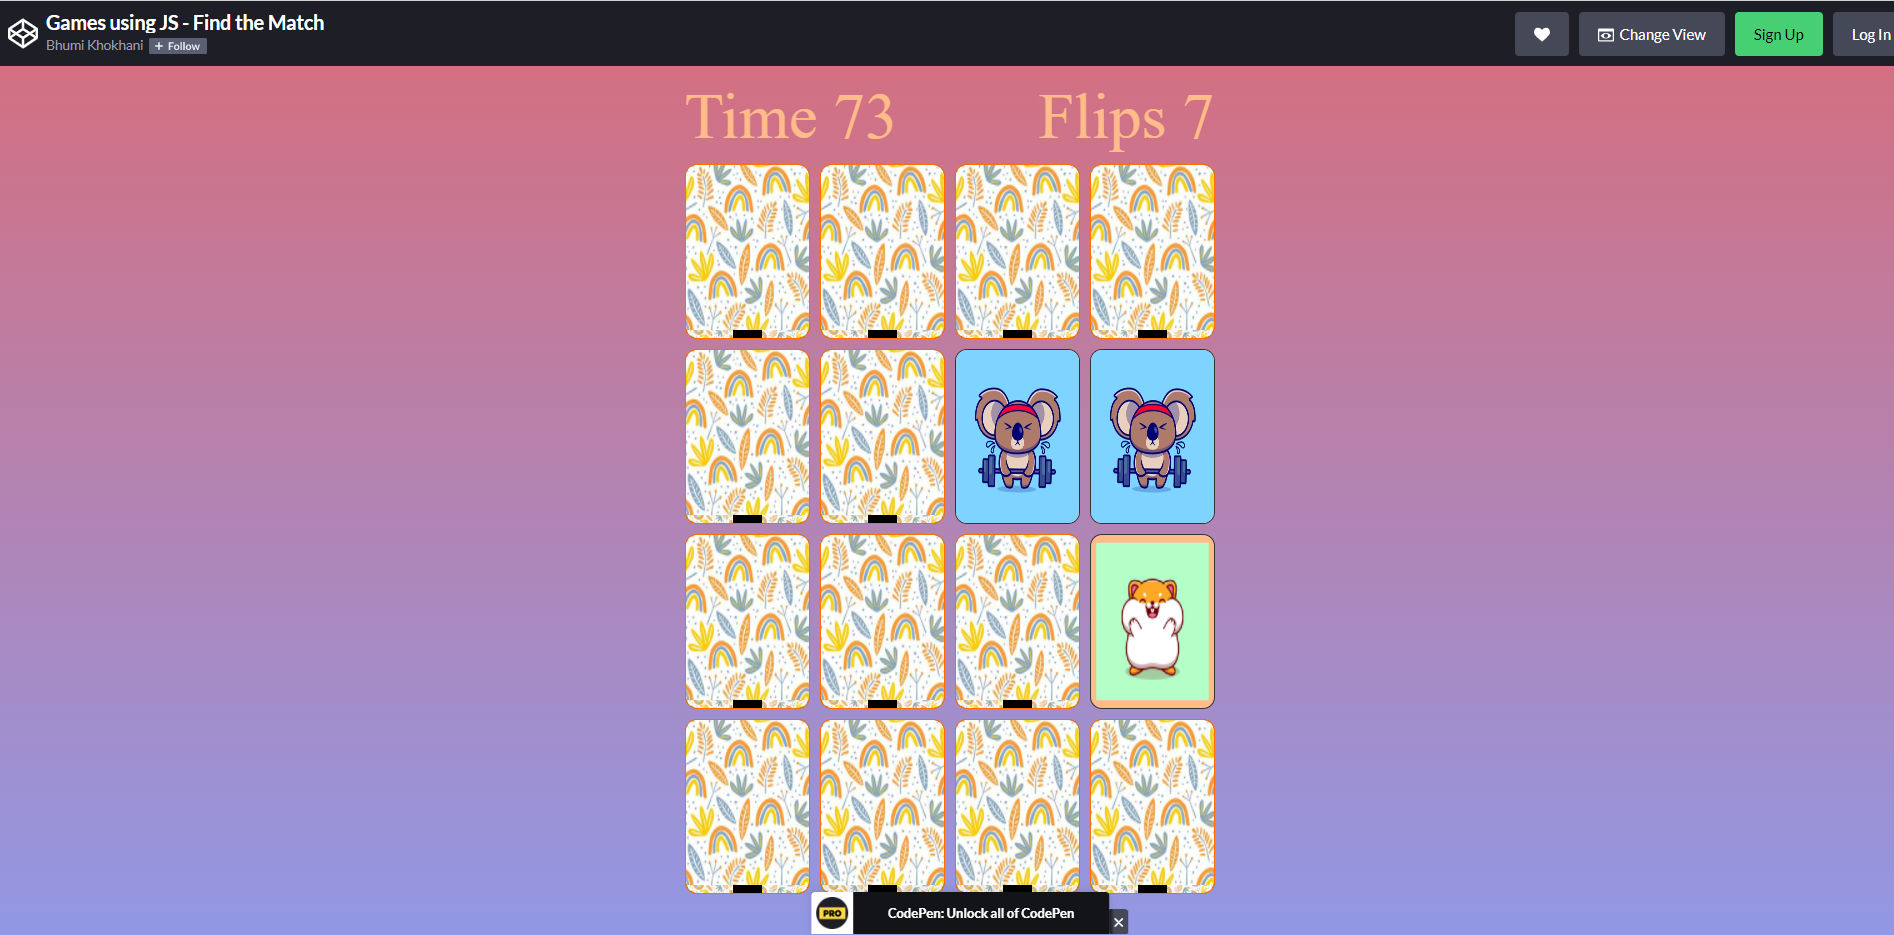 Games using JS - Find the Match
Bhumi Khokhani + Follow
Change View
Sign Up
Log In
Time 73
Flips 7
PRO
CodePen: Unlock all of CodePen